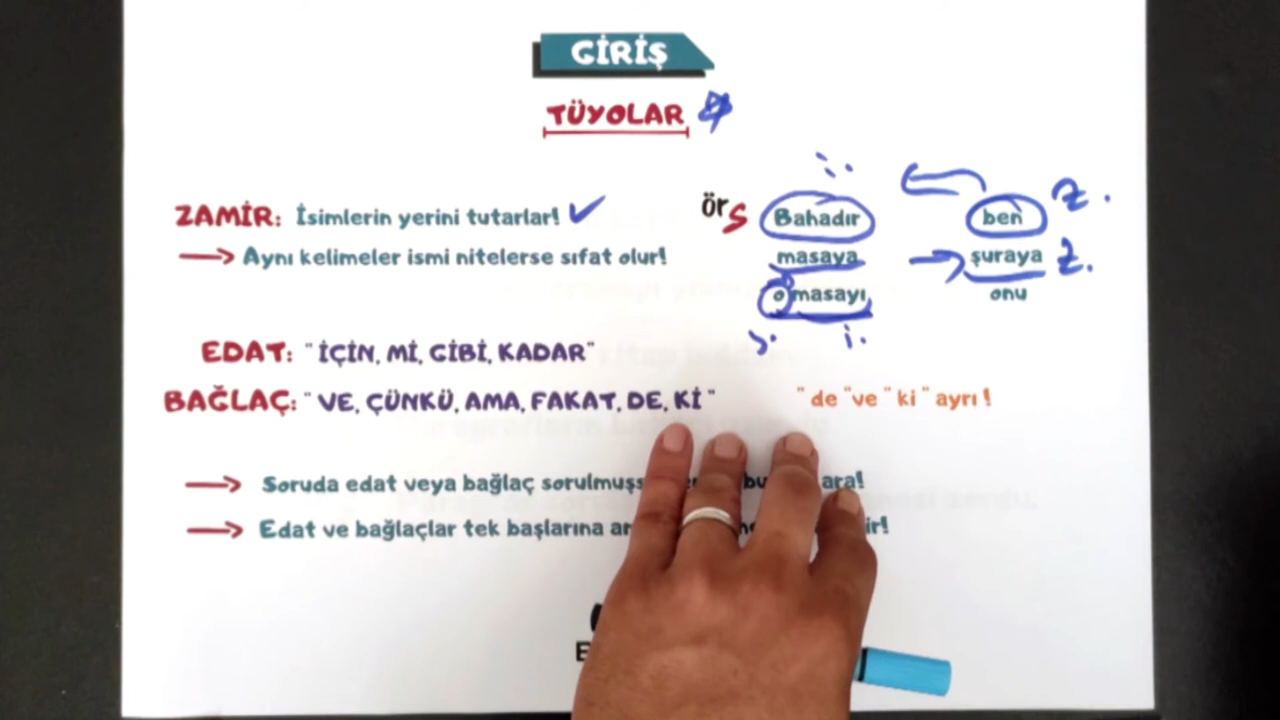 GİRİŞ
TÜYOLAR
ZAMİR: İsimlerin yerini tutarlar!
→ Aynı kelimeler ismi nitelerse sıfat olur!
örs Bahadır ben Z.
masaya şuraya Z.
o masayı onu
i.
EDAT: " İÇİN, Mİ, GİBİ, KADAR"
BAĞLAÇ: " VE, ÇÜNKÜ, AMA, FAKAT, DE, Kİ " " de "ve " ki " ayrı !
→ Soruda edat veya bağlaç ara!
→ Edat ve bağlaçlar tek başlarına